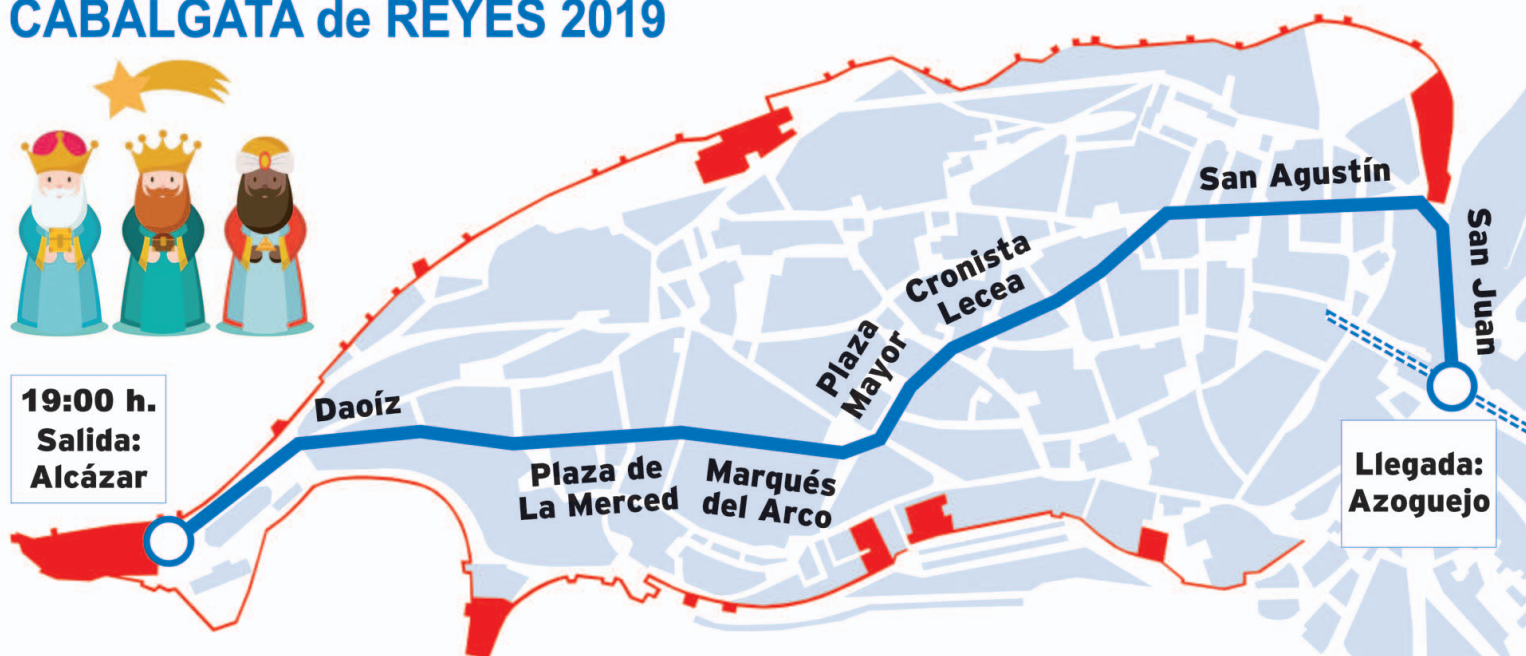 CABALGATA de REYES 2019
19:00 h.
Salida:
Alcázar
Daoíz
Plaza de
La Merced
Marqués
del Arco
Plaza
Mayor
Cronista
Lecea
San Agustín
San Juan
Llegada:
Azoguejo